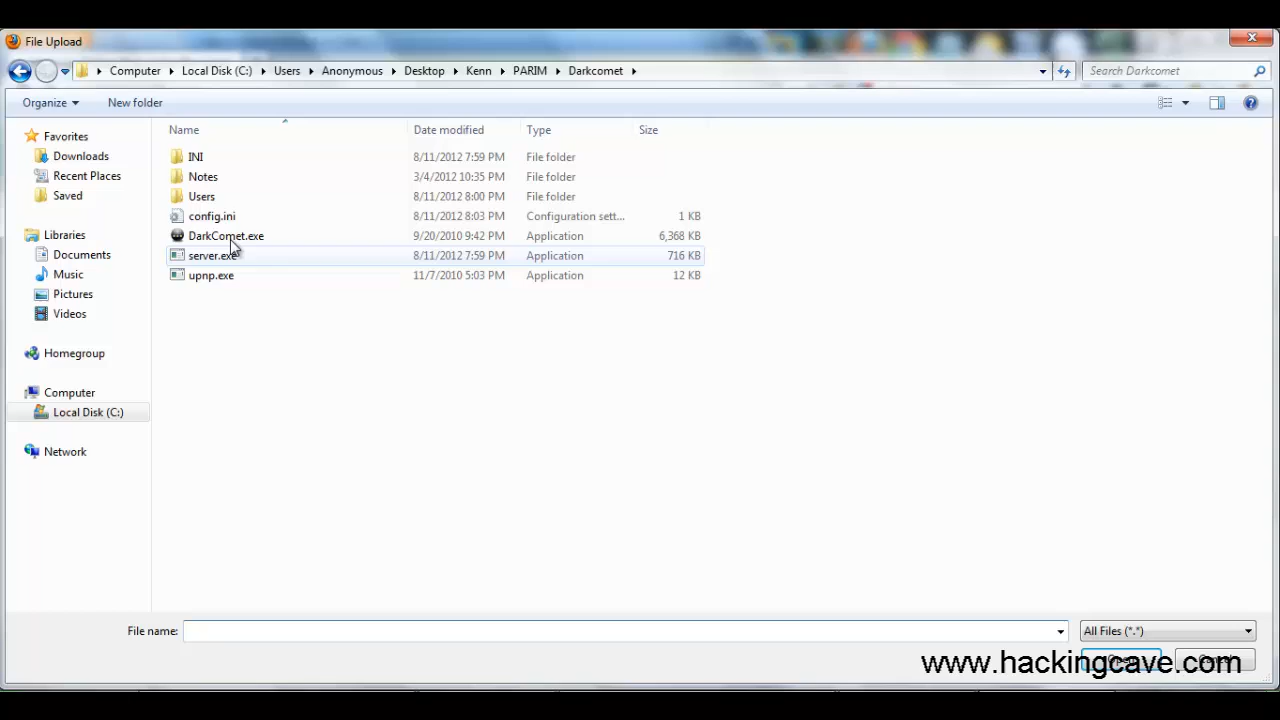 File Upload
Computer Local Disk (C:) Users Anonymous Desktop Kenn PARIM Darkcomet Search Darkcomet
Organize New folder
Name Date modified Type Size
Favorites
Downloads
Recent Places
Saved
Libraries
Documents
Music
Pictures
Videos
Homegroup
Computer
Local Disk (C:)
Network
INI 8/11/2012 7:59 PM File folder
Notes 3/4/2012 10:35 PM File folder
Users 8/11/2012 8:00 PM File folder
config.ini 8/11/2012 8:03 PM Configuration sett... 1 KB
DarkComet.exe 9/20/2010 9:42 PM Application 6,368 KB
server.exe 8/11/2012 7:59 PM Application 716 KB
upnp.exe 11/7/2010 5:03 PM Application 12 KB
File name: All Files (*.*)
www.hackingcave.com